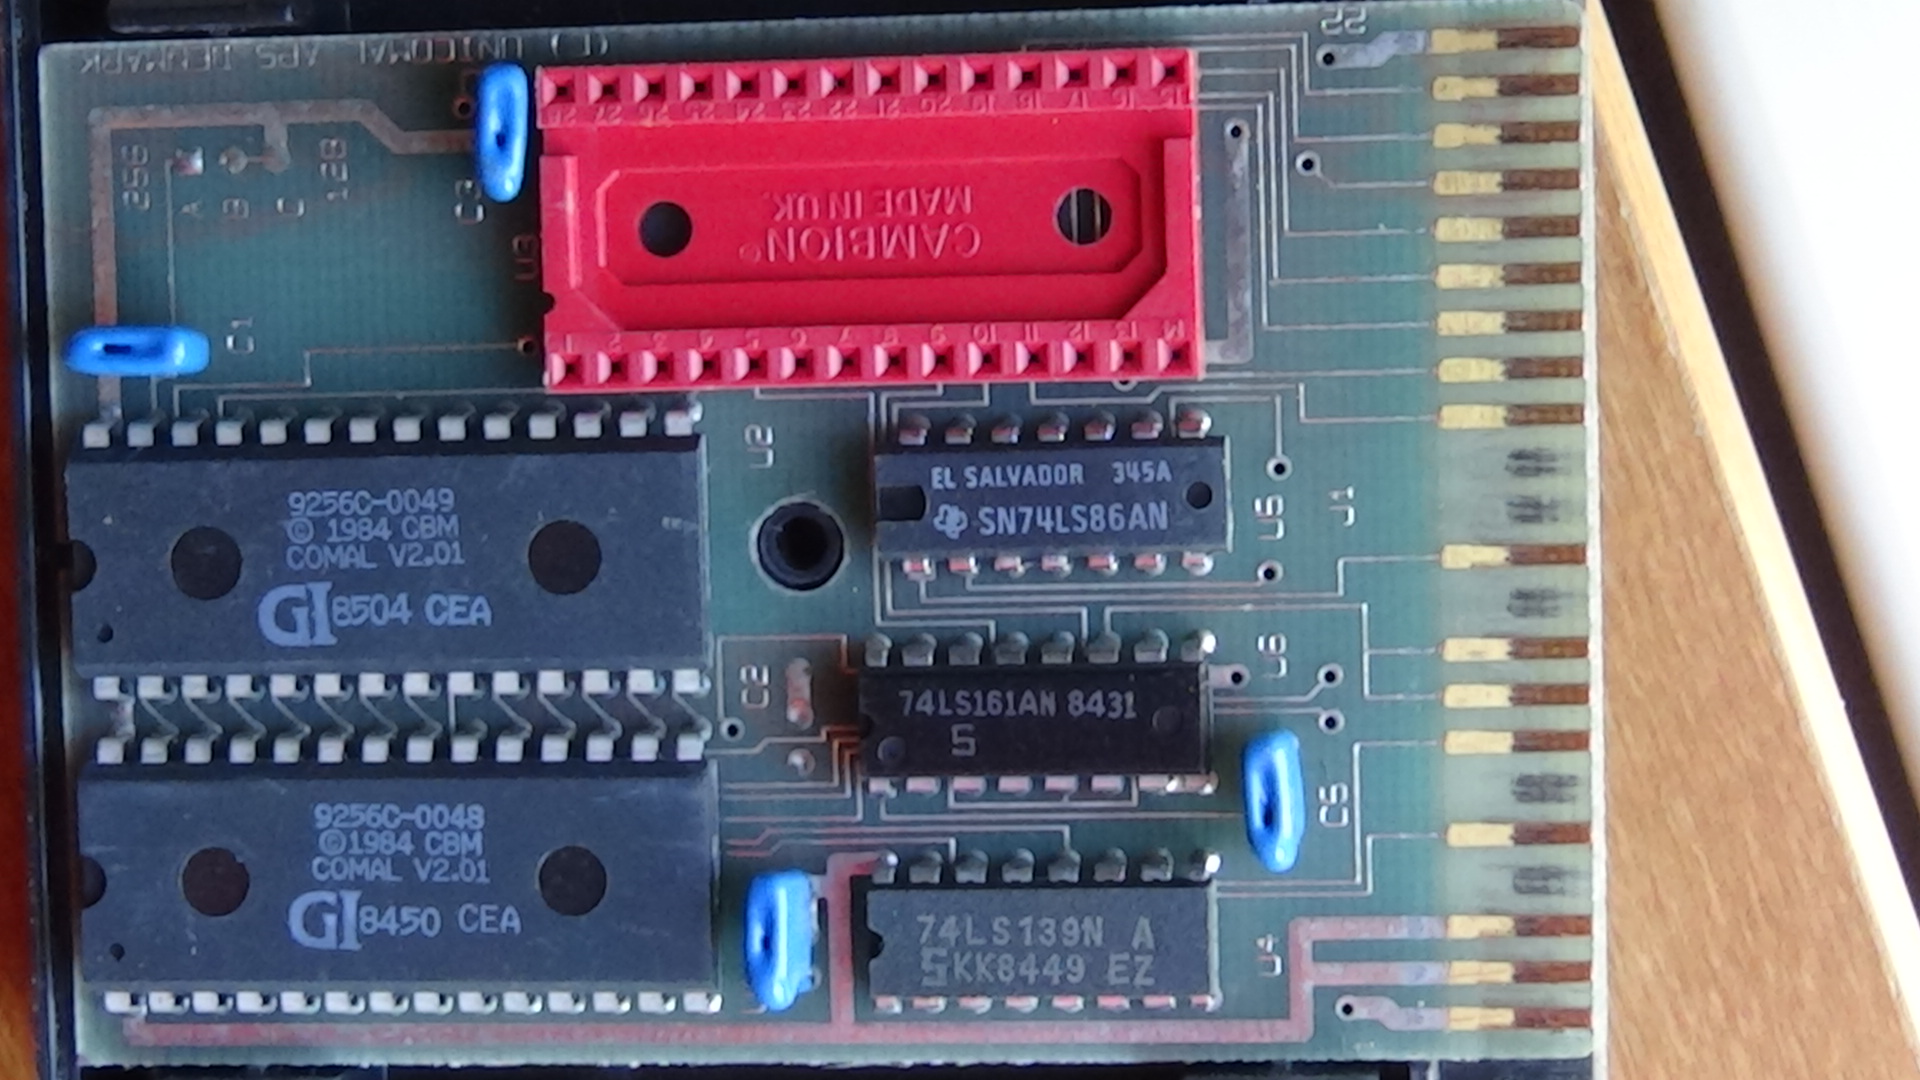 (C) UNICOMAL APS DENMARK
22
256
A
B
C
128
C3
U3
28 27 26 25 24 23 22 21 20 19 18 17 16 15
CAMBION®
MADE IN UK.
1 2 3 4 5 6 7 8 9 10 11 12 13 14
C1
U2
9256C-0049
© 1984 CBM
COMAL V2.01
GI 8504 CEA
EL SALVADOR 345A
SN74LS86AN
U5
J1
C2
74LS161AN 8431
S
U6
C5
9256C-0048
©1984 CBM
COMAL V2.01
GI 8450 CEA
74LS139N A
S KK8449 EZ
U4